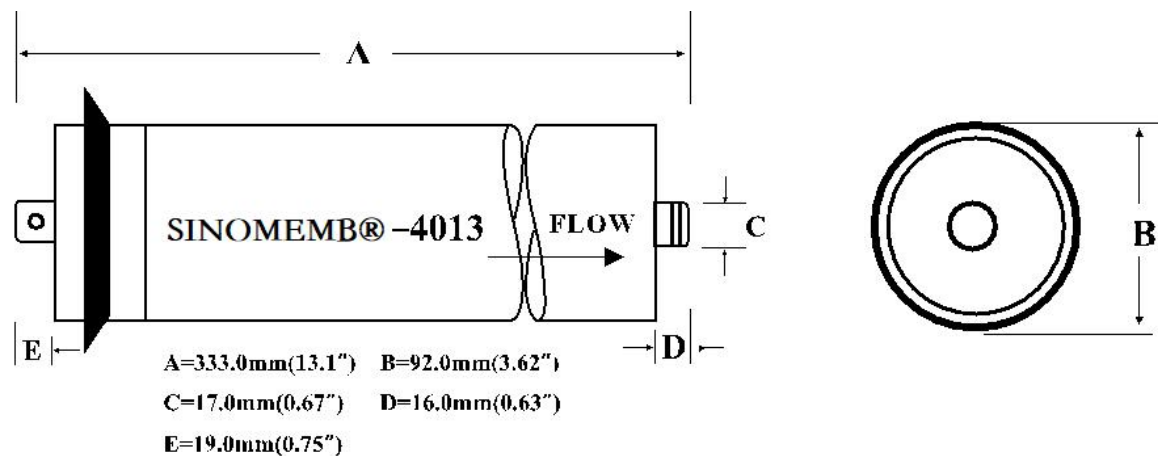 A
SINOMEMB® -4013
FLOW
C
B
E
D
A=333.0mm(13.1″) B=92.0mm(3.62″)
C=17.0mm(0.67″) D=16.0mm(0.63″)
E=19.0mm(0.75″)